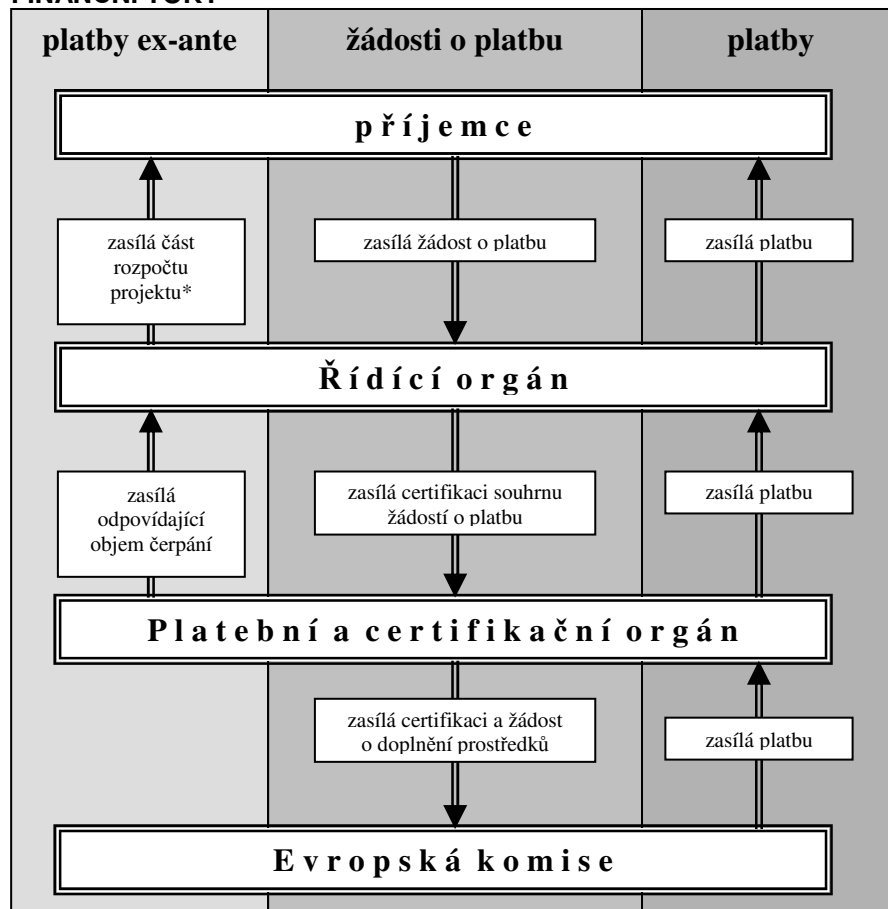 FINANČNÍ TOKY
platby ex-ante
žádosti o platbu
platby
příjemce
zasílá část
rozpočtu
projektu*
zasílá žádost o platbu
zasílá platbu
Řídící orgán
zasílá
odpovídající
objem čerpání
zasílá certifikaci souhrnu
žádostí o platbu
zasílá platbu
Platební a certifikační orgán
zasílá certifikaci a žádost
o doplnění prostředků
zasílá platbu
Evropská komise